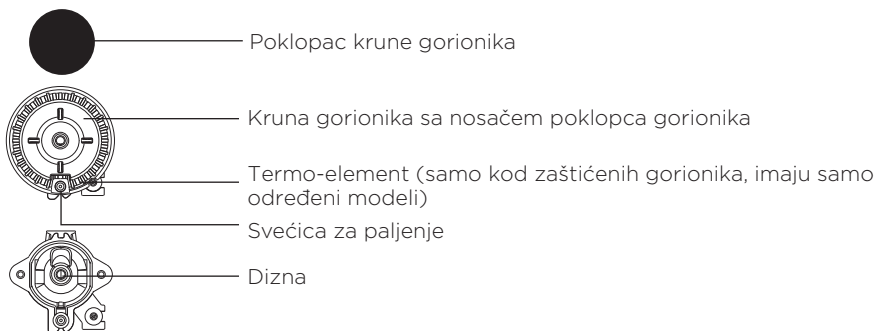 Poklopac krune gorionika
Kruna gorionika sa nosačem poklopca gorionika
Termo-element (samo kod zaštićenih gorionika, imaju samo
određeni modeli)
Svećica za paljenje
Dizna